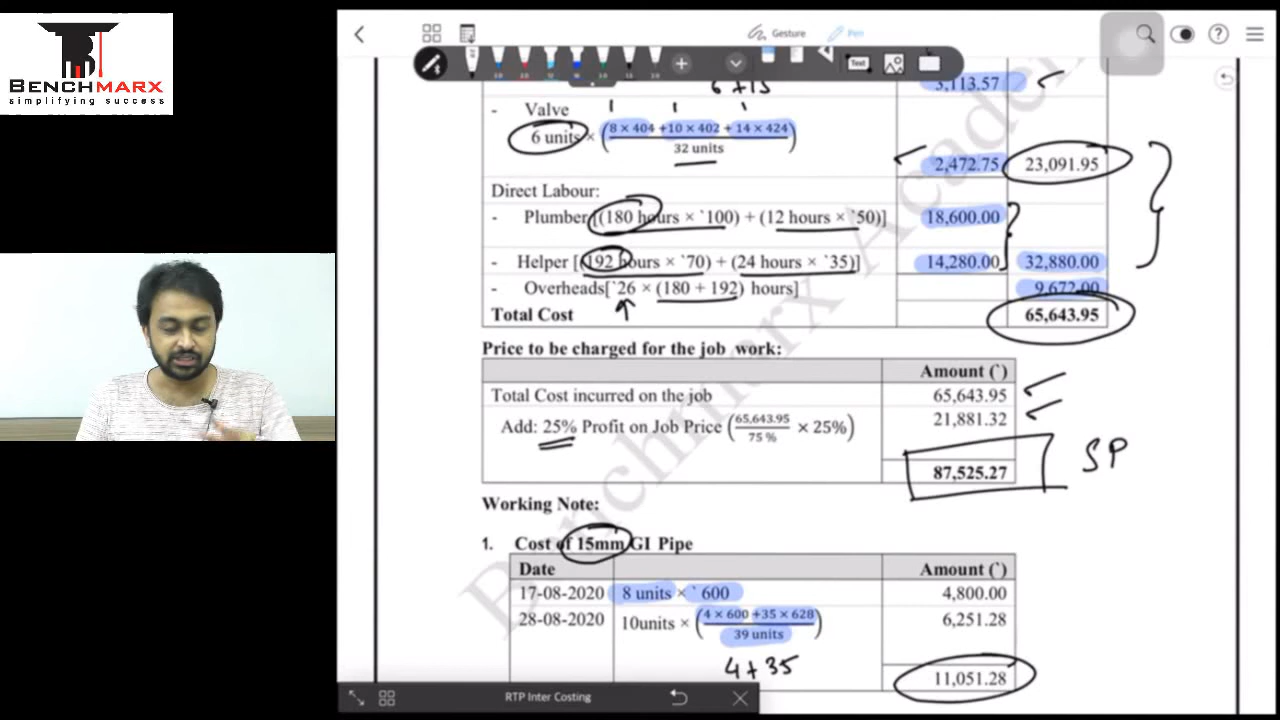 BENCHMARX
simplifying success
Gesture
Pen
Text
6 + 15
3,113.57
- Valve
6 units × (8 × 404 +10 × 402 + 14 × 424 / 32 units)
2,472.75 23,091.95
Direct Labour:
- Plumber [(180 hours × `100) + (12 hours × `50)] 18,600.00
- Helper [(192 hours × `70) + (24 hours × `35)] 14,280.00 32,880.00
- Overheads[`26 × (180 + 192) hours] 9,672.00
Total Cost 65,643.95
Price to be charged for the job work:
Amount (`)
Total Cost incurred on the job 65,643.95
Add: 25% Profit on Job Price (65,643.95 / 75 % × 25%) 21,881.32
87,525.27 SP
Working Note:
1. Cost of 15mm GI Pipe
Date Amount (`)
17-08-2020 8 units × ` 600 4,800.00
28-08-2020 10units × (4 × 600 +35 × 628 / 39 units) 6,251.28
4 + 35
11,051.28
RTP Inter Costing
Benchmarx Academ